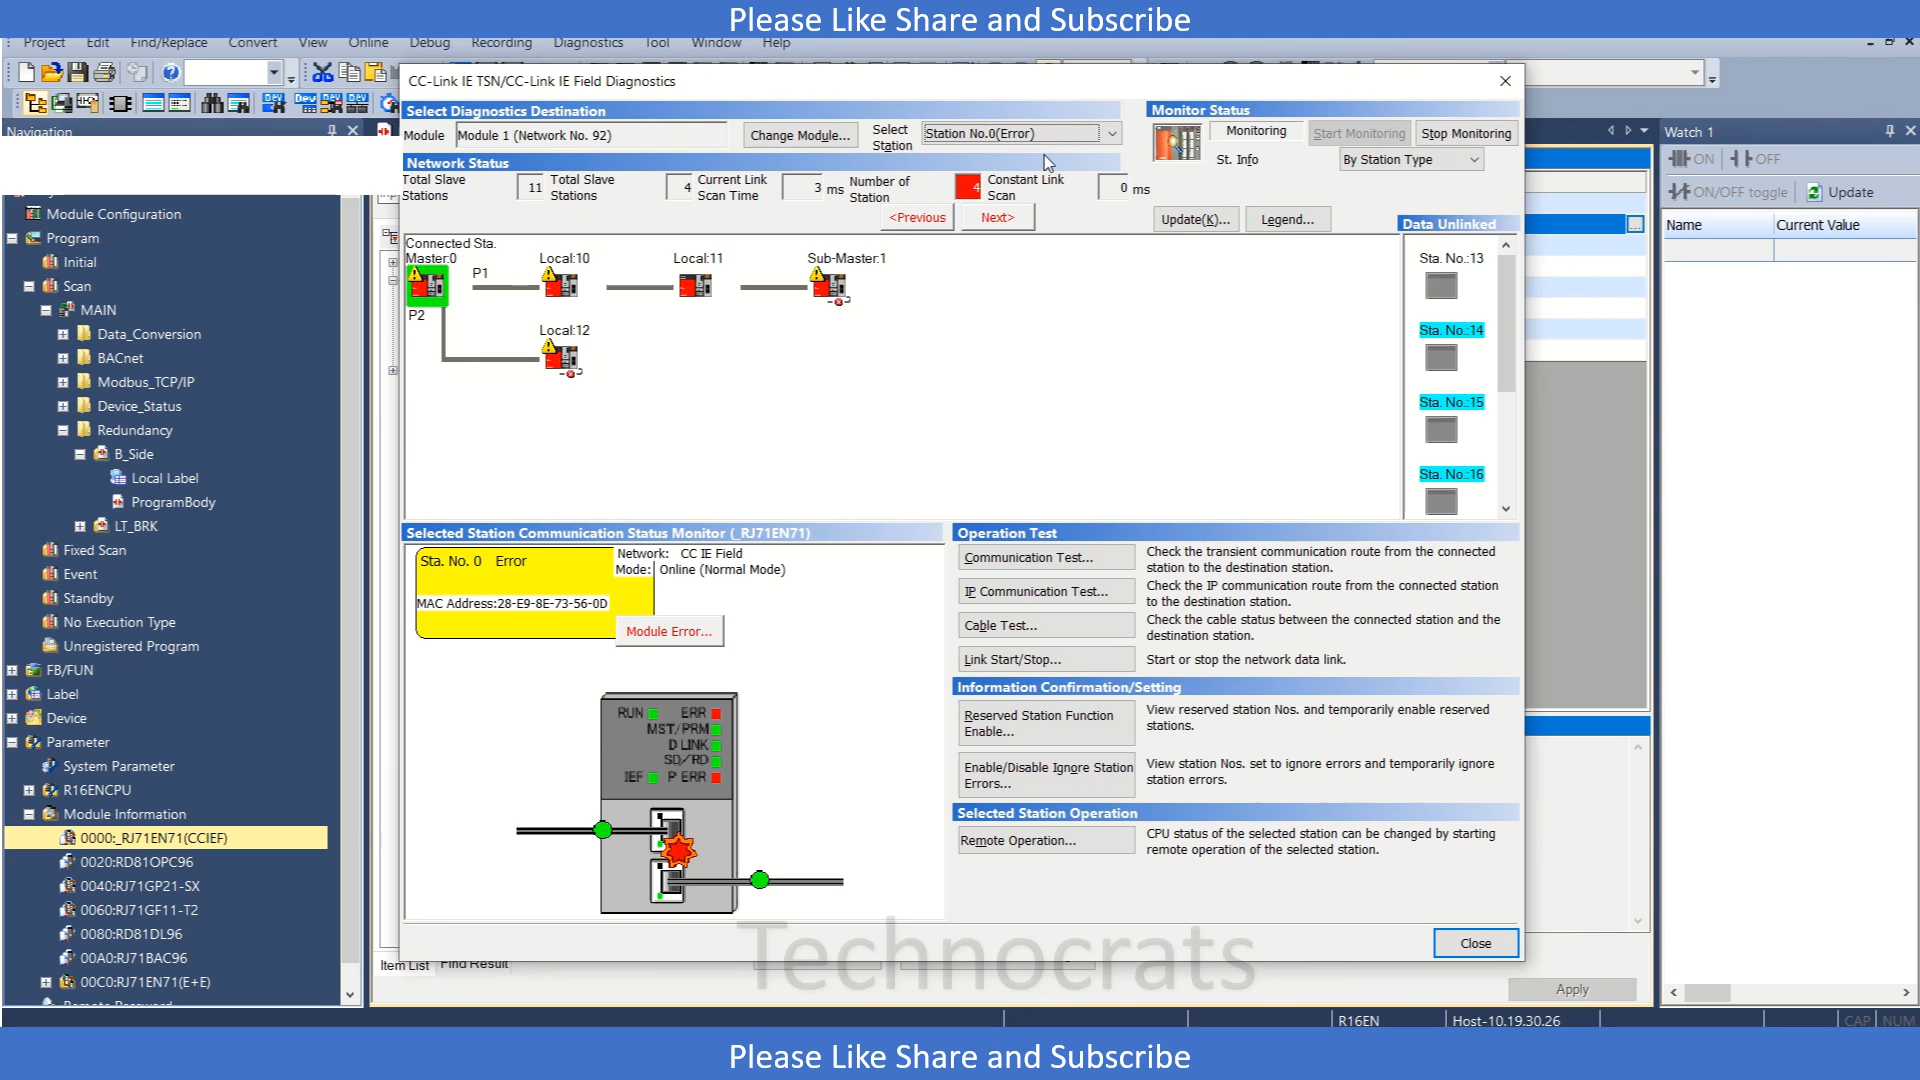 Please Like Share and Subscribe
Project Edit Find/Replace Convert View Online Debug Recording Diagnostics Tool Window Help
CC-Link IE TSN/CC-Link IE Field Diagnostics
Select Diagnostics Destination
Monitor Status
Module Module 1 (Network No. 92) Change Module... Select Station Station No.0(Error)
Monitoring Start Monitoring Stop Monitoring
St. Info By Station Type
Network Status
Total Slave Stations 11 Total Slave Stations 4 Current Link Scan Time 3 ms Number of Station 4 Constant Link Scan 0 ms
<Previous Next> Update(K)... Legend...
Data Unlinked
Connected Sta.
Master:0 P1 Local:10 Local:11 Sub-Master:1
P2
Local:12
Sta. No.:13
Sta. No.:14
Sta. No.:15
Sta. No.:16
Selected Station Communication Status Monitor (_RJ71EN71)
Sta. No. 0 Error
Network: CC IE Field
Mode: Online (Normal Mode)
MAC Address:28-E9-8E-73-56-0D
Module Error...
RUN ERR
MST/PRM
D LINK
SD/RD
IEF P ERR
Operation Test
Communication Test... Check the transient communication route from the connected station to the destination station.
IP Communication Test... Check the IP communication route from the connected station to the destination station.
Cable Test... Check the cable status between the connected station and the destination station.
Link Start/Stop... Start or stop the network data link.
Information Confirmation/Setting
Reserved Station Function Enable... View reserved station Nos. and temporarily enable reserved stations.
Enable/Disable Ignore Station Errors... View station Nos. set to ignore errors and temporarily ignore station errors.
Selected Station Operation
Remote Operation... CPU status of the selected station can be changed by starting remote operation of the selected station.
Close
Navigation
Module Configuration
Program
Initial
Scan
MAIN
Data_Conversion
BACnet
Modbus_TCP/IP
Device_Status
Redundancy
B_Side
Local Label
ProgramBody
LT_BRK
Fixed Scan
Event
Standby
No Execution Type
Unregistered Program
FB/FUN
Label
Device
Parameter
System Parameter
R16ENCPU
Module Information
0000:_RJ71EN71(CCIEF)
0020:RD81OPC96
0040:RJ71GP21-SX
0060:RJ71GF11-T2
0080:RD81DL96
00A0:RJ71BAC96
00C0:RJ71EN71(E+E)
Item List Find Result
Apply
Watch 1
ON OFF
ON/OFF toggle Update
Name Current Value
Technocrats
R16EN Host-10.19.30.26 CAP NUM
Please Like Share and Subscribe